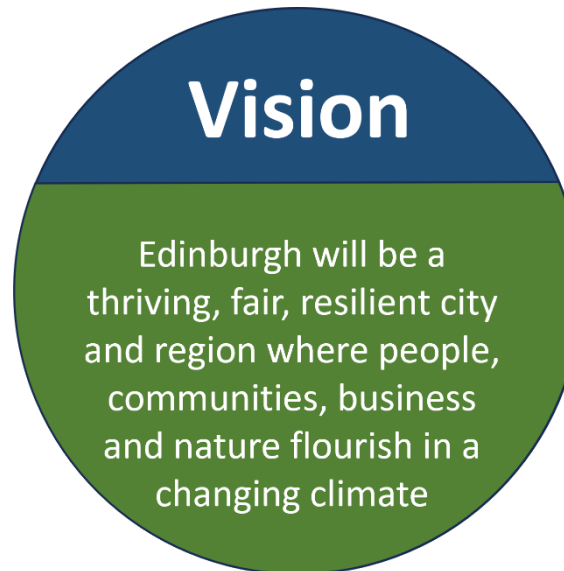 Vision
Edinburgh will be a
thriving, fair, resilient city
and region where people,
communities, business
and nature flourish in a
changing climate